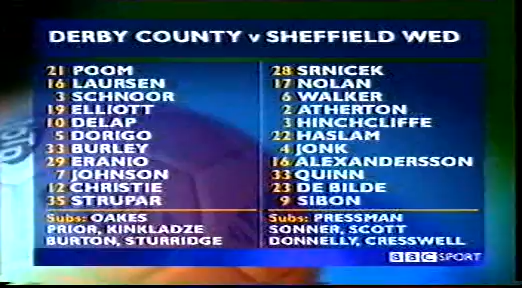 DERBY COUNTY v SHEFFIELD WED
21 POOM
16 LAURSEN
3 SCHNOOR
19 ELLIOTT
10 DELAP
5 DORIGO
33 BURLEY
29 ERANIO
7 JOHNSON
12 CHRISTIE
35 STRUPAR
Subs: OAKES
PRIOR, KINKLADZE
BURTON, STURRIDGE
28 SRNICEK
17 NOLAN
6 WALKER
2 ATHERTON
3 HINCHCLIFFE
22 HASLAM
4 JONK
16 ALEXANDERSSON
33 QUINN
23 DE BILDE
9 SIBON
Subs: PRESSMAN
SONNER, SCOTT
DONNELLY, CRESSWELL
BBC SPORT